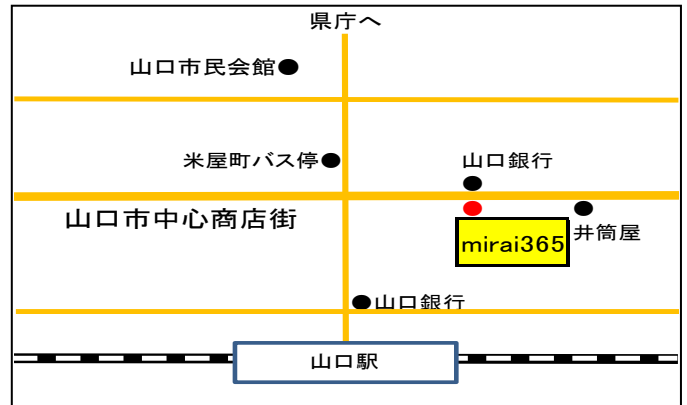 県庁へ
山口市民会館
米屋町バス停
山口銀行
山口市中心商店街
mirai365
井筒屋
山口銀行
山口駅